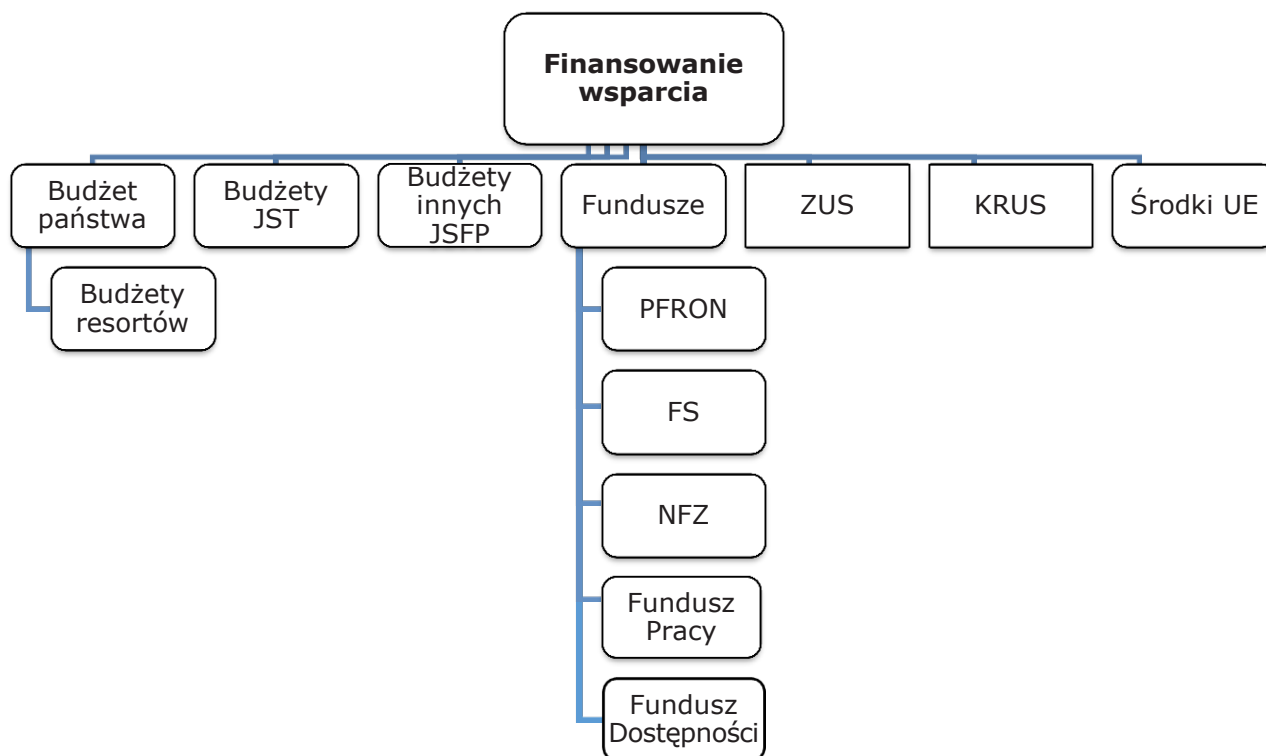 Finansowanie
wsparcia
Budżet
państwa
Budżety
JST
Budżety
innych
JSFP
Fundusze
ZUS
KRUS
Środki UE
Budżety
resortów
PFRON
FS
NFZ
Fundusz
Pracy
Fundusz
Dostępności